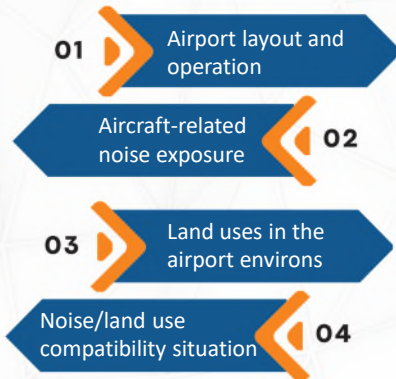 01
Airport layout and
operation
Aircraft-related
noise exposure
02
03
Land uses in the
airport environs
Noise/land use
compatibility situation
04